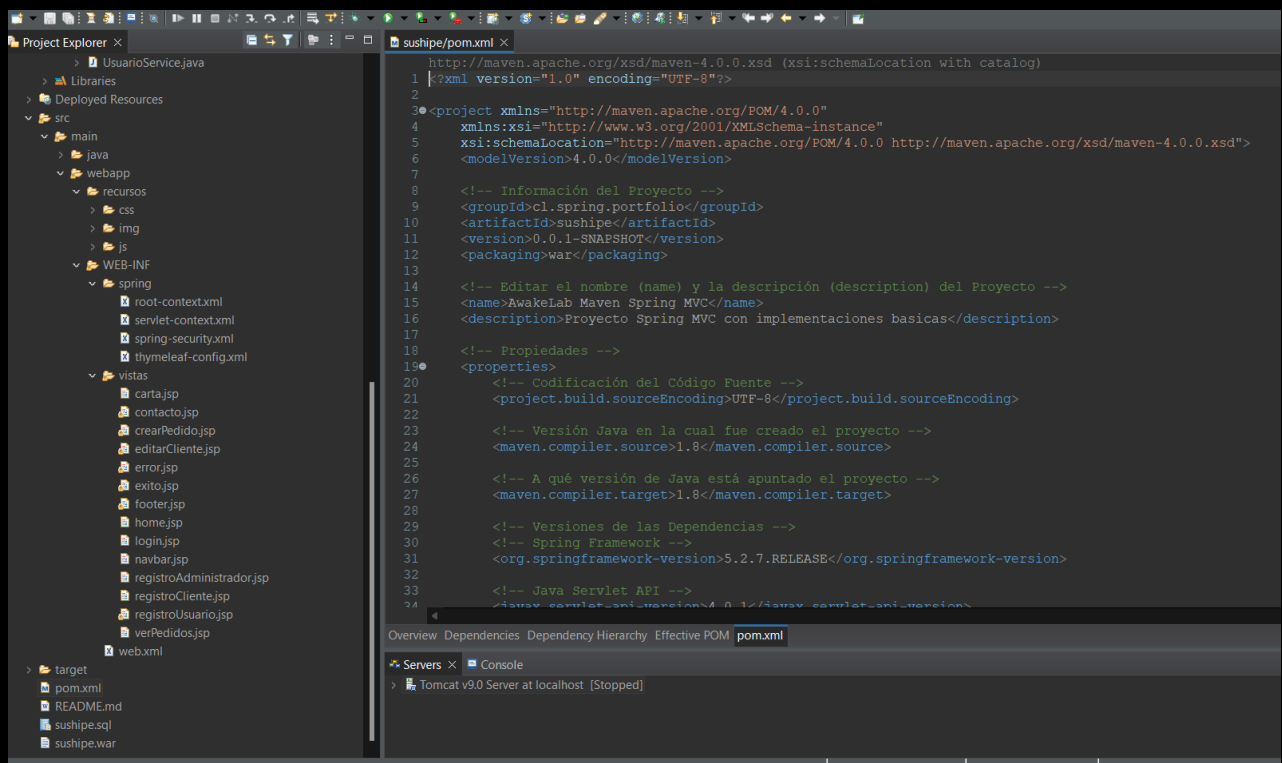 Project Explorer
UsuarioService.java
Libraries
Deployed Resources
src
main
java
webapp
recursos
css
img
js
WEB-INF
spring
root-context.xml
servlet-context.xml
spring-security.xml
thymeleaf-config.xml
vistas
carta.jsp
contacto.jsp
crearPedido.jsp
editarCliente.jsp
error.jsp
exito.jsp
footer.jsp
home.jsp
login.jsp
navbar.jsp
registroAdministrador.jsp
registroCliente.jsp
registroUsuario.jsp
verPedidos.jsp
web.xml
target
pom.xml
README.md
sushipe.sql
sushipe.war
sushipe/pom.xml
http://maven.apache.org/xsd/maven-4.0.0.xsd (xsi:schemaLocation with catalog)
1 <?xml version="1.0" encoding="UTF-8"?>
2
3 <project xmlns="http://maven.apache.org/POM/4.0.0"
4 xmlns:xsi="http://www.w3.org/2001/XMLSchema-instance"
5 xsi:schemaLocation="http://maven.apache.org/POM/4.0.0 http://maven.apache.org/xsd/maven-4.0.0.xsd">
6 <modelVersion>4.0.0</modelVersion>
7
8 <!-- Información del Proyecto -->
9 <groupId>cl.spring.portfolio</groupId>
10 <artifactId>sushipe</artifactId>
11 <version>0.0.1-SNAPSHOT</version>
12 <packaging>war</packaging>
13
14 <!-- Editar el nombre (name) y la descripción (description) del Proyecto -->
15 <name>AwakeLab Maven Spring MVC</name>
16 <description>Proyecto Spring MVC con implementaciones basicas</description>
17
18 <!-- Propiedades -->
19 <properties>
20 <!-- Codificación del Código Fuente -->
21 <project.build.sourceEncoding>UTF-8</project.build.sourceEncoding>
22
23 <!-- Versión Java en la cual fue creado el proyecto -->
24 <maven.compiler.source>1.8</maven.compiler.source>
25
26 <!-- A qué versión de Java está apuntado el proyecto -->
27 <maven.compiler.target>1.8</maven.compiler.target>
28
29 <!-- Versiones de las Dependencias -->
30 <!-- Spring Framework -->
31 <org.springframework-version>5.2.7.RELEASE</org.springframework-version>
32
33 <!-- Java Servlet API -->
34 <javax.servlet-api-version>4.0.1</javax.servlet-api-version>
Overview Dependencies Dependency Hierarchy Effective POM pom.xml
Servers Console
Tomcat v9.0 Server at localhost [Stopped]